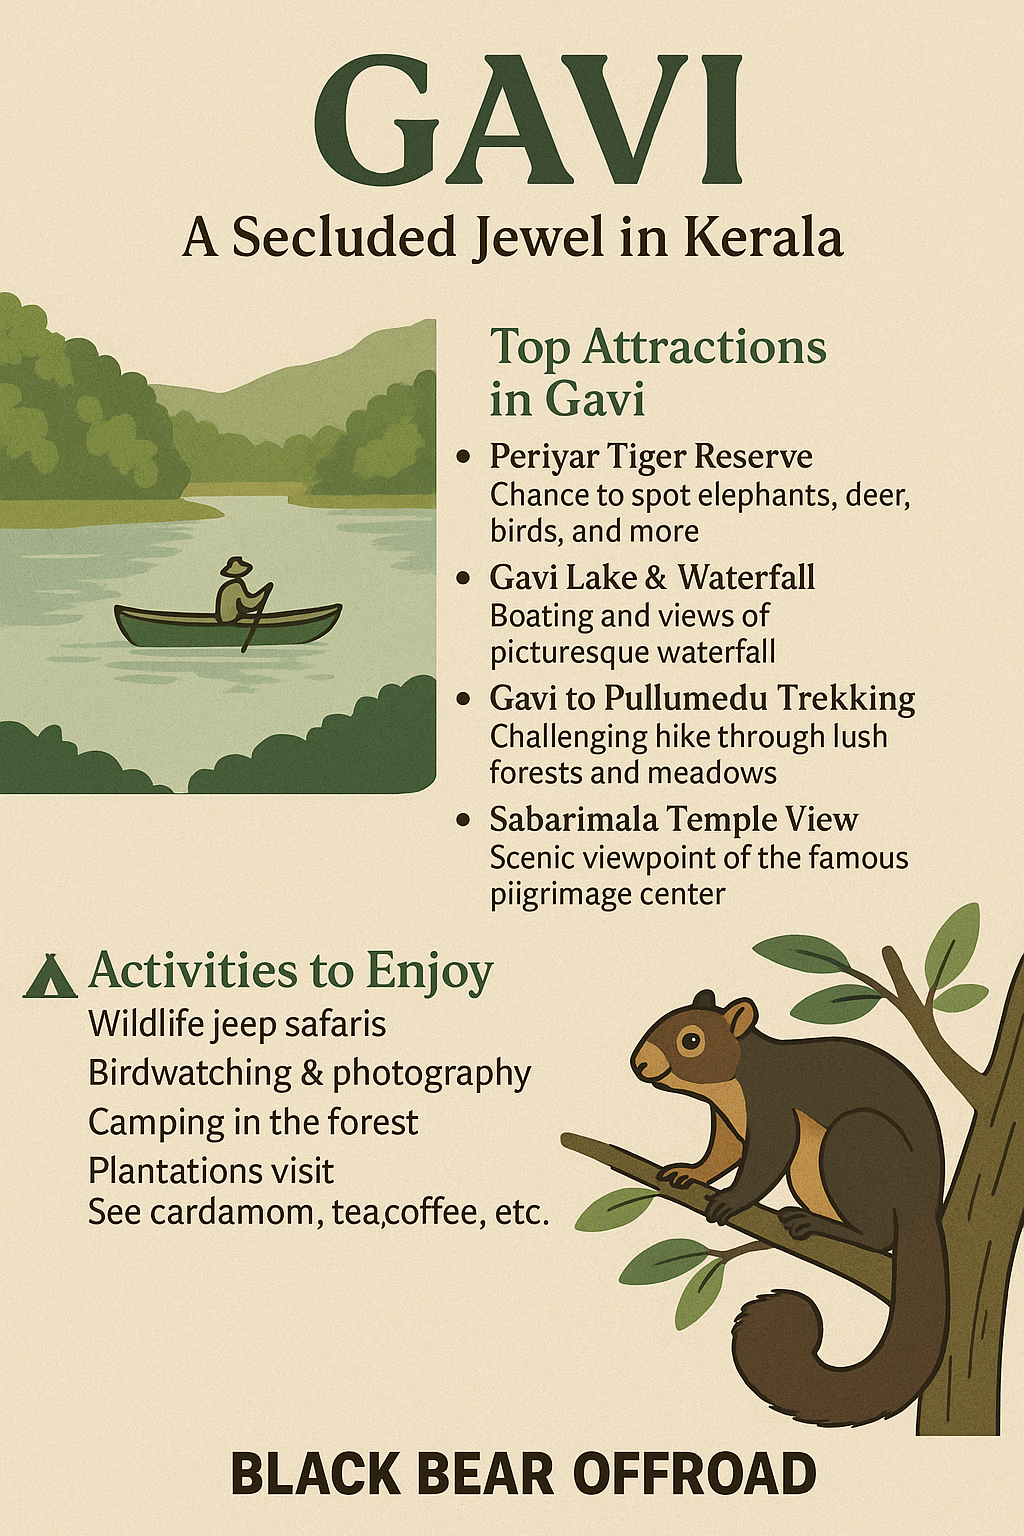 GAVI
A Secluded Jewel in Kerala
Top Attractions
in Gavi
• Periyar Tiger Reserve
Chance to spot elephants, deer,
birds, and more
• Gavi Lake & Waterfall
Boating and views of
picturesque waterfall
• Gavi to Pullumedu Trekking
Challenging hike through lush
forests and meadows
• Sabarimala Temple View
Scenic viewpoint of the famous
piigrimage center
Activities to Enjoy
Wildlife jeep safaris
Birdwatching & photography
Camping in the forest
Plantations visit
See cardamom, tea,coffee, etc.
BLACK BEAR OFFROAD